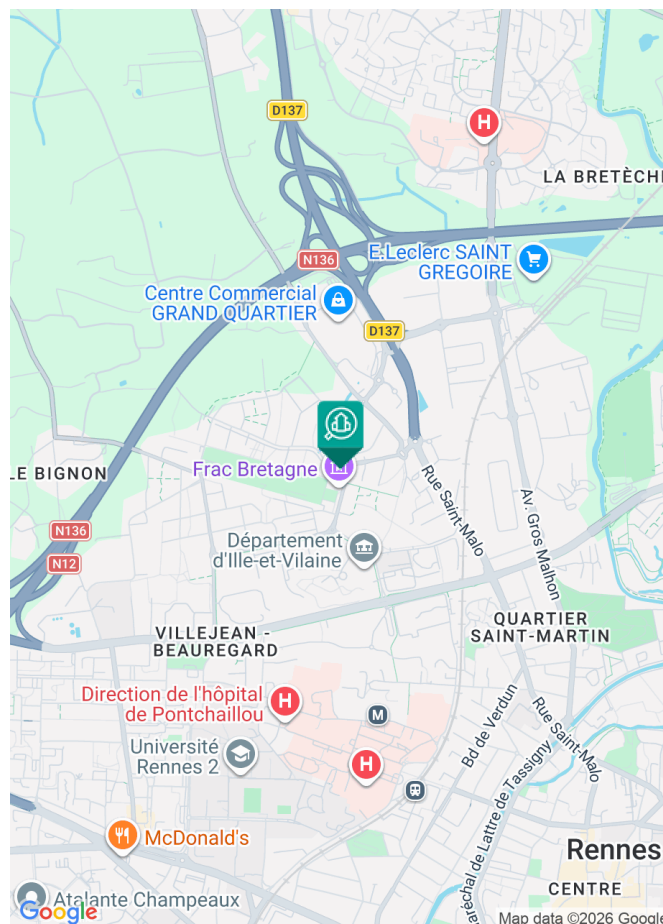 D137
H
LA BRETÈCHE
E.Leclerc SAINT
GREGOIRE
N136
Centre Commercial
GRAND QUARTIER
D137
Frac Bretagne
LE BIGNON
Rue Saint-Malo
Av. Gros Malhon
N136
N12
Département
d'Ille-et-Vilaine
VILLEJEAN -
BEAUREGARD
QUARTIER
SAINT-MARTIN
Direction de l'hôpital
de Pontchaillou
H
M
Bd de Verdun
Rue Saint-Malo
Université
Rennes 2
H
aréchal de Lattre de Tassigny
McDonald's
Rennes
CENTRE
Atalante Champeaux
Google
Map data ©2026 Google